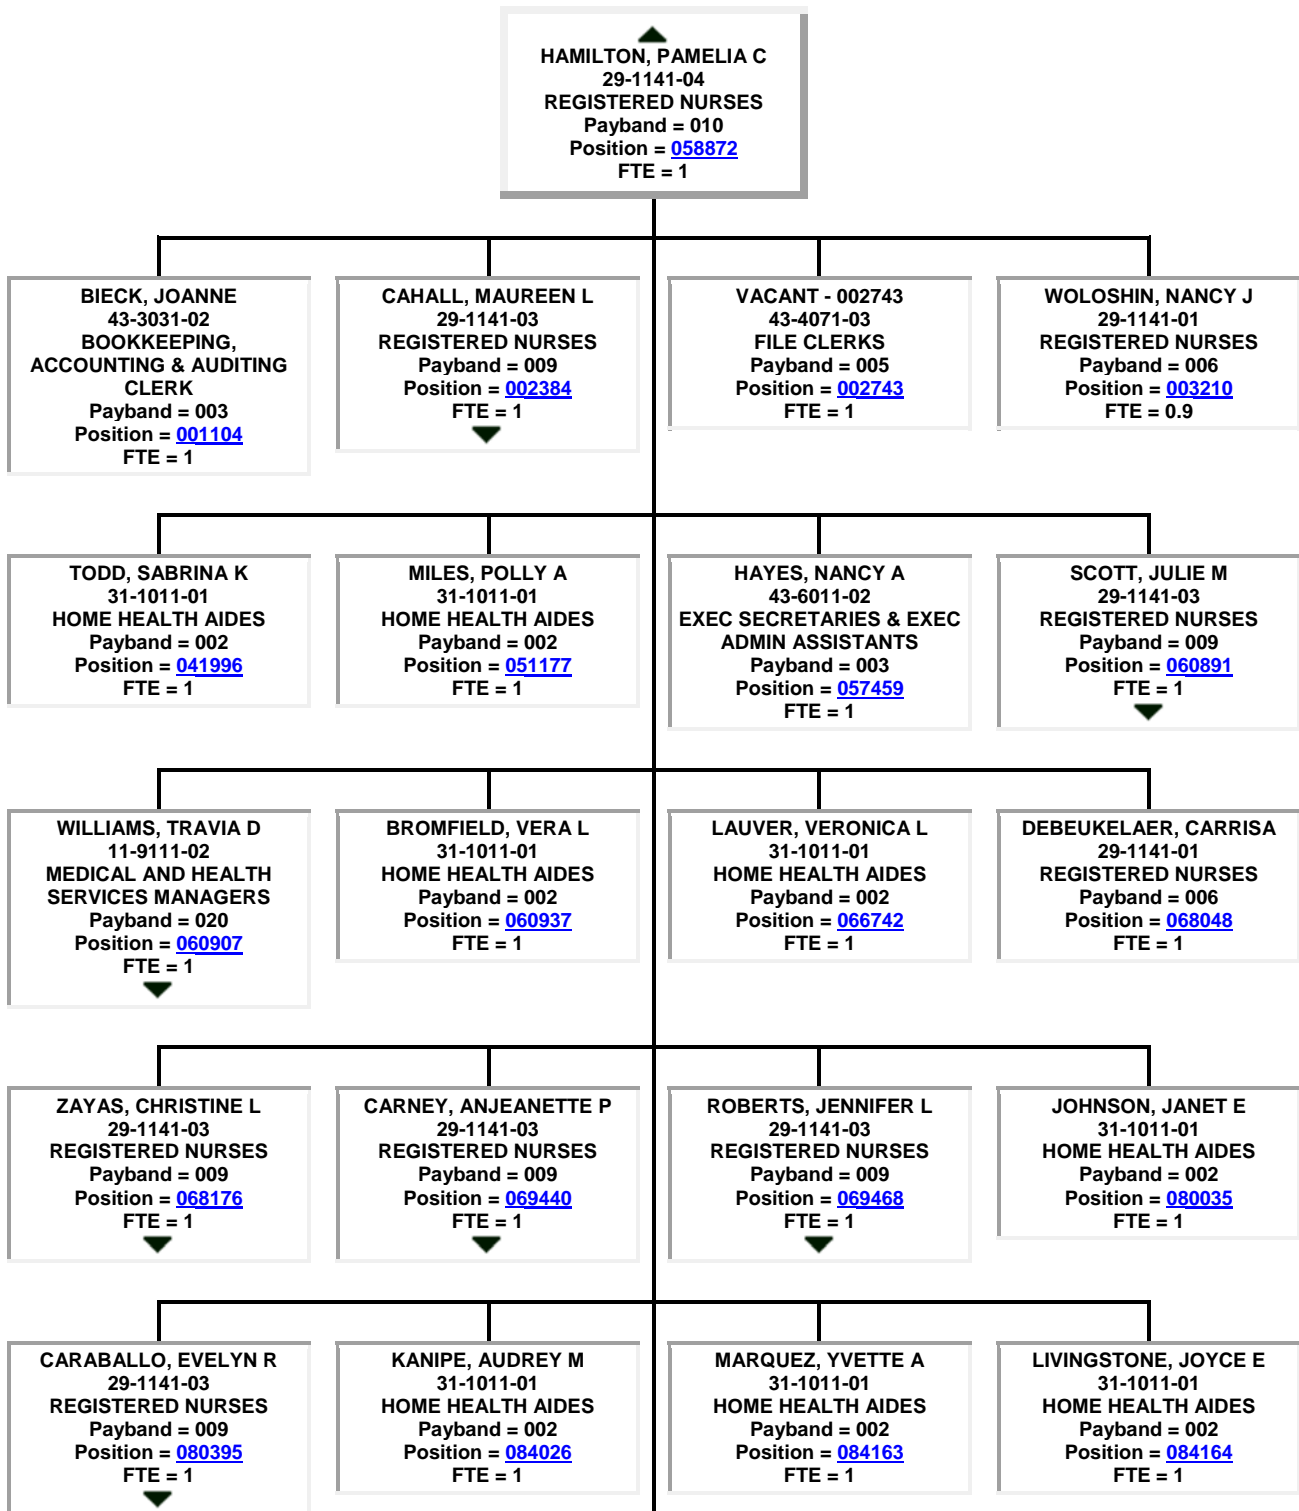 HAMILTON, PAMELIA C
29-1141-04
REGISTERED NURSES
Payband = 010
Position = 058872
FTE = 1
BIECK, JOANNE
43-3031-02
BOOKKEEPING,
ACCOUNTING & AUDITING
CLERK
Payband = 003
Position = 001104
FTE = 1
CAHALL, MAUREEN L
29-1141-03
REGISTERED NURSES
Payband = 009
Position = 002384
FTE = 1
VACANT - 002743
43-4071-03
FILE CLERKS
Payband = 005
Position = 002743
FTE = 1
WOLOSHIN, NANCY J
29-1141-01
REGISTERED NURSES
Payband = 006
Position = 003210
FTE = 0.9
TODD, SABRINA K
31-1011-01
HOME HEALTH AIDES
Payband = 002
Position = 041996
FTE = 1
MILES, POLLY A
31-1011-01
HOME HEALTH AIDES
Payband = 002
Position = 051177
FTE = 1
HAYES, NANCY A
43-6011-02
EXEC SECRETARIES & EXEC
ADMIN ASSISTANTS
Payband = 003
Position = 057459
FTE = 1
SCOTT, JULIE M
29-1141-03
REGISTERED NURSES
Payband = 009
Position = 060891
FTE = 1
WILLIAMS, TRAVIA D
11-9111-02
MEDICAL AND HEALTH
SERVICES MANAGERS
Payband = 020
Position = 060907
FTE = 1
BROMFIELD, VERA L
31-1011-01
HOME HEALTH AIDES
Payband = 002
Position = 060937
FTE = 1
LAUVER, VERONICA L
31-1011-01
HOME HEALTH AIDES
Payband = 002
Position = 066742
FTE = 1
DEBEUKELAER, CARRISA
29-1141-01
REGISTERED NURSES
Payband = 006
Position = 068048
FTE = 1
ZAYAS, CHRISTINE L
29-1141-03
REGISTERED NURSES
Payband = 009
Position = 068176
FTE = 1
CARNEY, ANJEANETTE P
29-1141-03
REGISTERED NURSES
Payband = 009
Position = 069440
FTE = 1
ROBERTS, JENNIFER L
29-1141-03
REGISTERED NURSES
Payband = 009
Position = 069468
FTE = 1
JOHNSON, JANET E
31-1011-01
HOME HEALTH AIDES
Payband = 002
Position = 080035
FTE = 1
CARABALLO, EVELYN R
29-1141-03
REGISTERED NURSES
Payband = 009
Position = 080395
FTE = 1
KANIPE, AUDREY M
31-1011-01
HOME HEALTH AIDES
Payband = 002
Position = 084026
FTE = 1
MARQUEZ, YVETTE A
31-1011-01
HOME HEALTH AIDES
Payband = 002
Position = 084163
FTE = 1
LIVINGSTONE, JOYCE E
31-1011-01
HOME HEALTH AIDES
Payband = 002
Position = 084164
FTE = 1